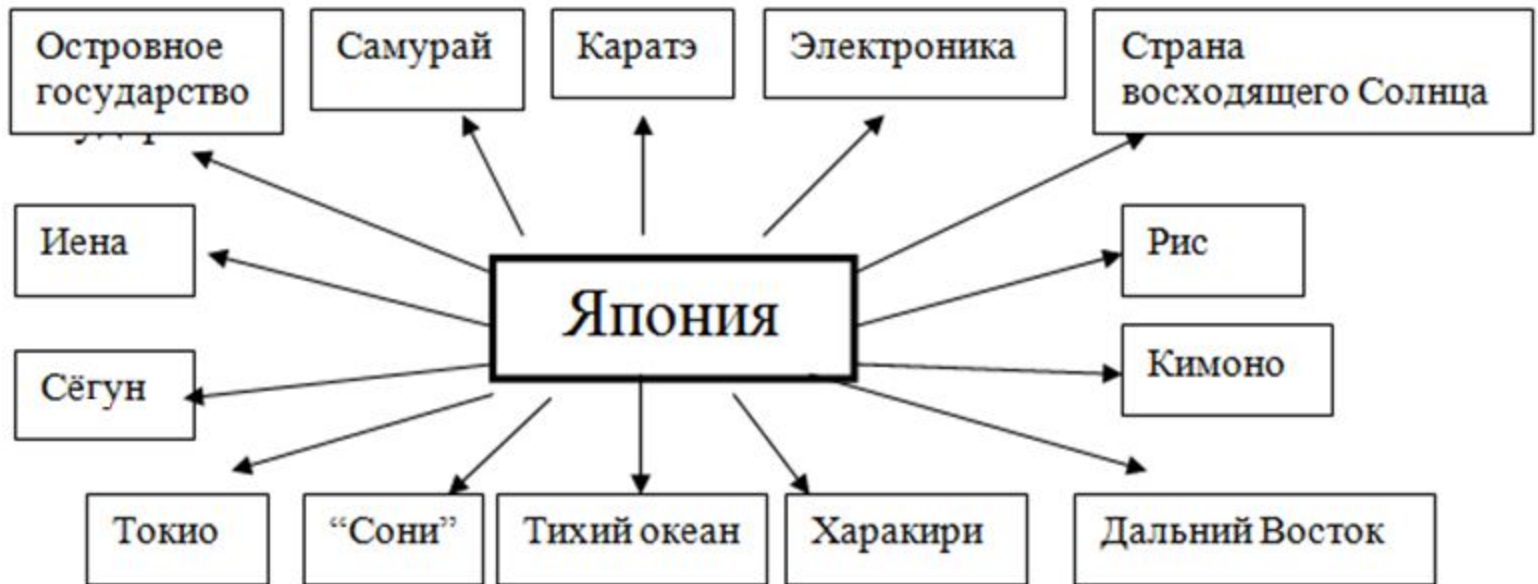 Островное
государство
Самурай
Каратэ
Электроника
Страна
восходящего Солнца
Иена
Япония
Рис
Сёгун
Кимоно
Токио
“Сони”
Тихий океан
Харакири
Дальний Восток